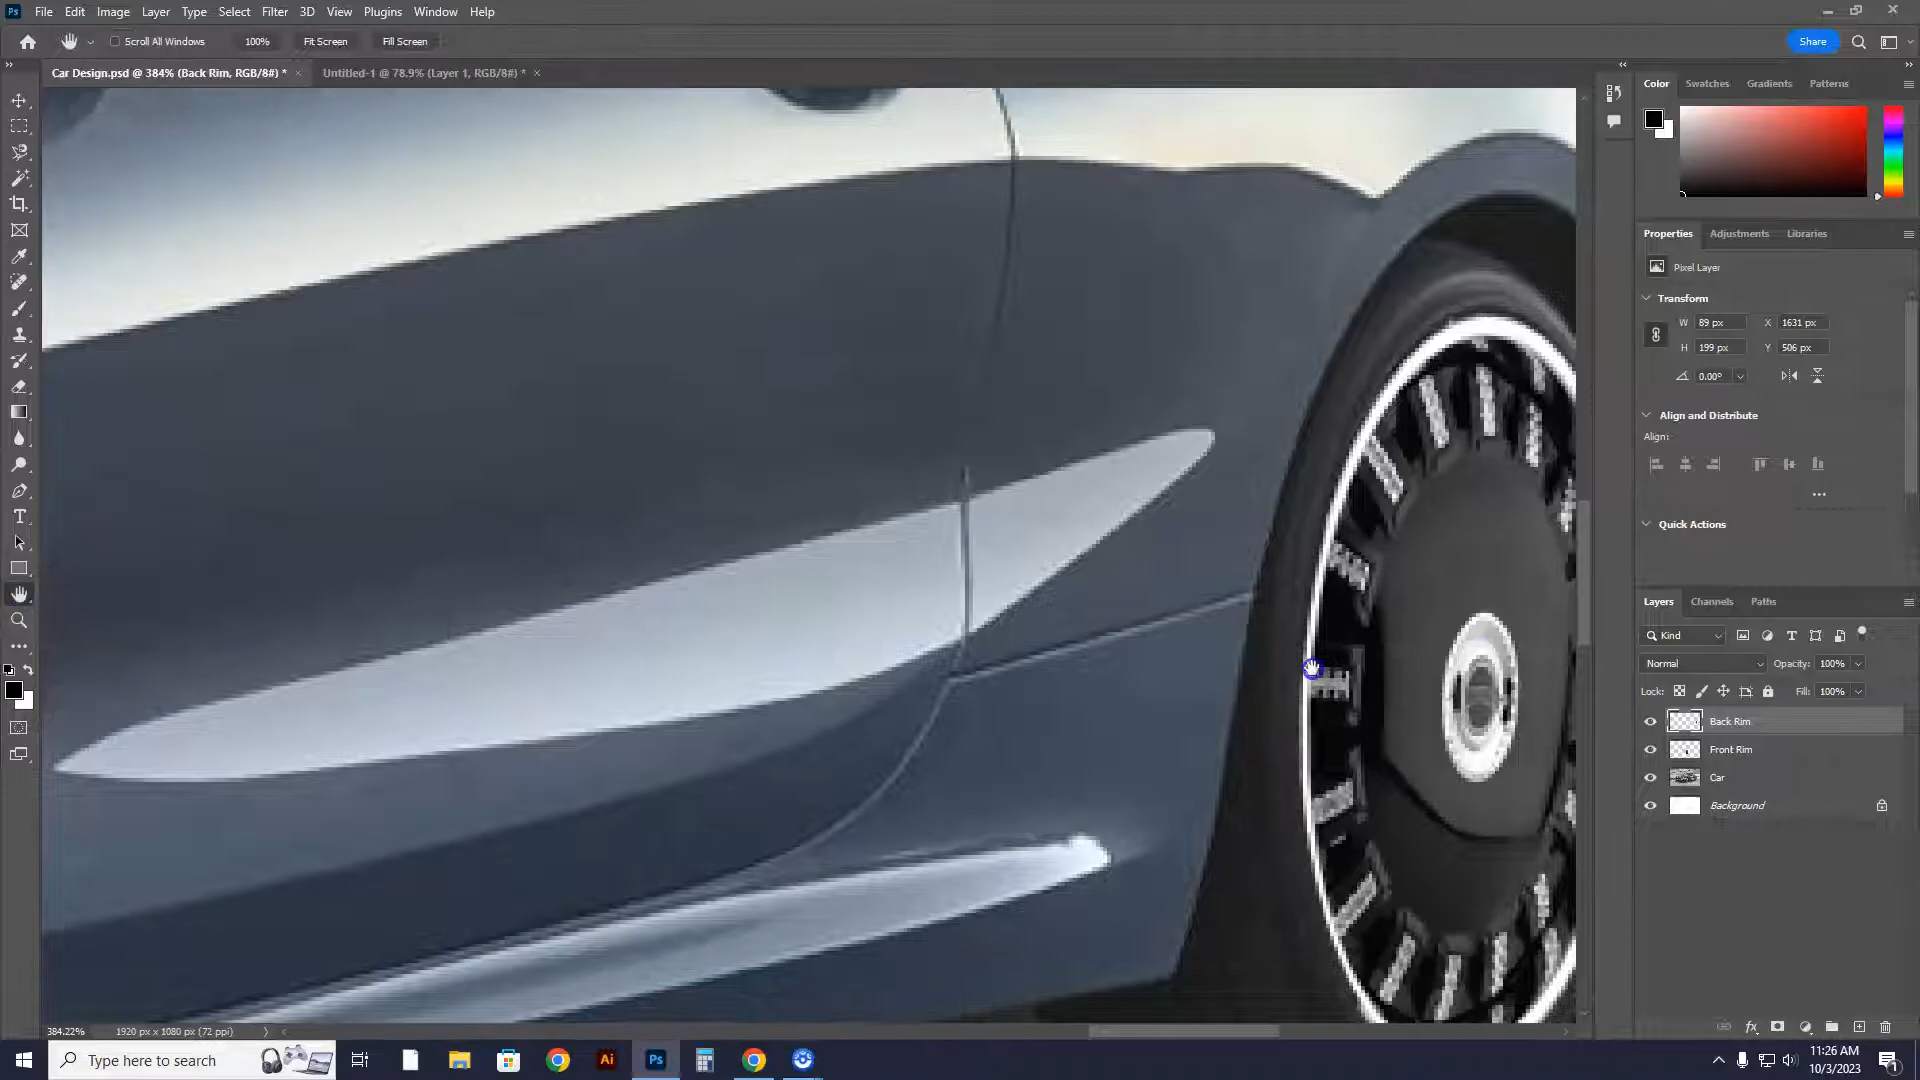 Ps File Edit Image Layer Type Select Filter 3D View Plugins Window Help
Scroll All Windows 100% Fit Screen Fill Screen Share
Car Design.psd @ 384% (Back Rim, RGB/8#) * × Untitled-1 @ 78.9% (Layer 1, RGB/8#) * ×
Color Swatches Gradients Patterns
Properties Adjustments Libraries
Pixel Layer
Transform
W 89 px X 1631 px
H 199 px Y 506 px
0.00°
Align and Distribute
Align:
Quick Actions
Layers Channels Paths
Kind
Normal Opacity: 100%
Lock: Fill: 100%
Back Rim
Front Rim
Car
Background
384.22% 1920 px x 1080 px (72 ppi)
Type here to search Ai Ps 11:26 AM
10/3/2023 1